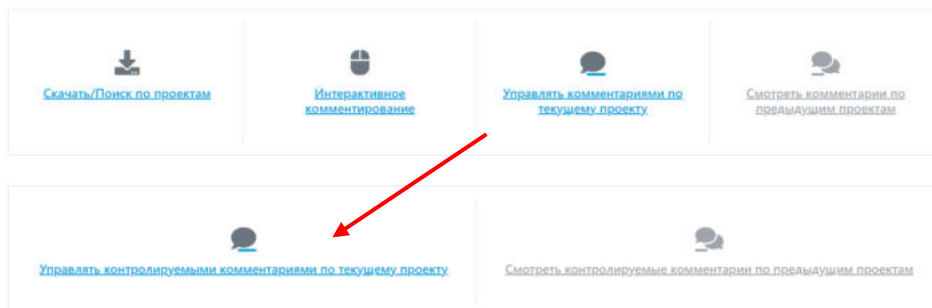 Скачать/Поиск по проектам
Интерактивное
комментирование
Управлять комментариями по
текущему проекту
Смотреть комментарии по
предыдущим проектам
Управлять контролируемыми комментариями по текущему проекту
Смотреть контролируемые комментарии по предыдущим проектам